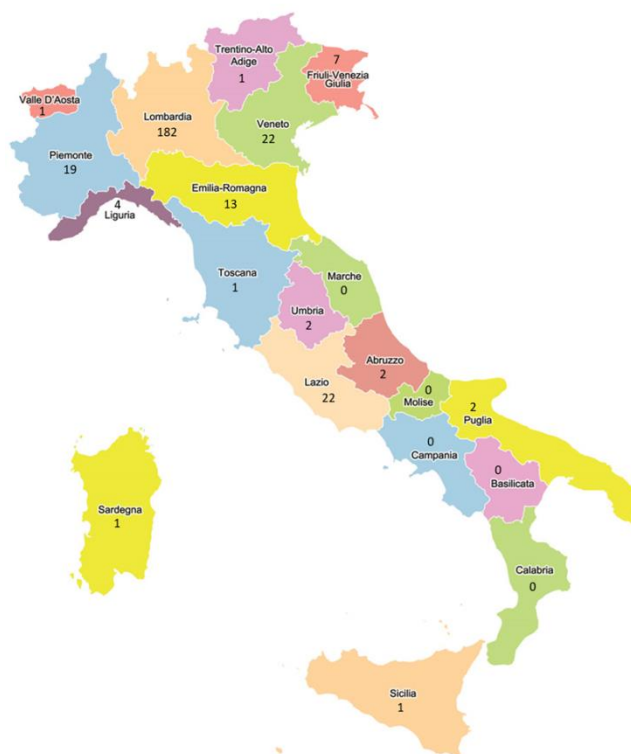 Trentino-Alto
Adige
1
7
Friuli-Venezia
Giulia
Valle D'Aosta
1
Lombardia
182
Veneto
22
Piemonte
19
Emilia-Romagna
13
4
Liguria
Toscana
1
Marche
0
Umbria
2
Abruzzo
2
Lazio
22
0
Molise
2
Puglia
0
Campania
0
Basilicata
Sardegna
1
Calabria
0
Sicilia
1